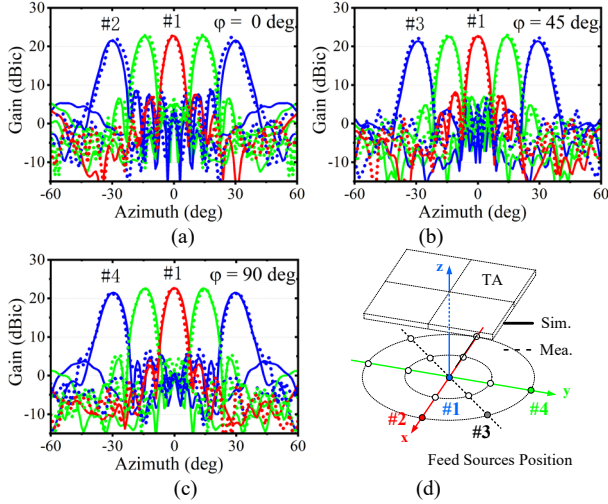 #2 #1 φ = 0 deg.
30
20
10
0
-10
Gain (dBic)
-60 -30 0 30 60
Azimuth (deg)
(a)
#3 #1 φ = 45 deg.
30
20
10
0
-10
Gain (dBic)
-60 -30 0 30 60
Azimuth (deg)
(b)
#4 #1 φ = 90 deg.
30
20
10
0
-10
Gain (dBic)
-60 -30 0 30 60
Azimuth (deg)
(c)
z
TA
Sim.
Mea.
y
#2 #1 #4
x #3
Feed Sources Position
(d)